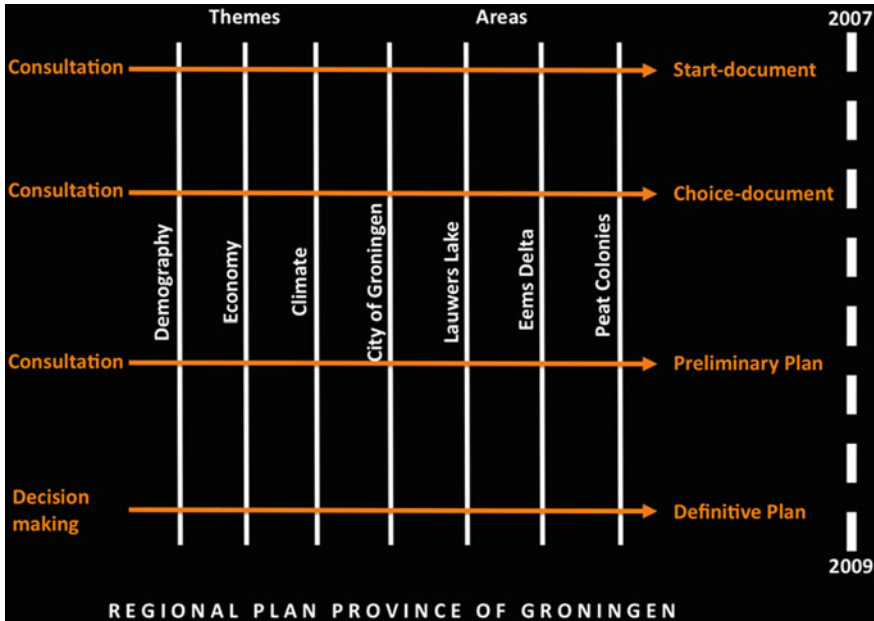 Themes
Areas
2007
Consultation
Start-document
Consultation
Choice-document
Demography
Economy
Climate
City of Groningen
Lauwers Lake
Eems Delta
Peat Colonies
Consultation
Preliminary Plan
Decision
making
Definitive Plan
2009
REGIONAL PLAN PROVINCE OF GRONINGEN